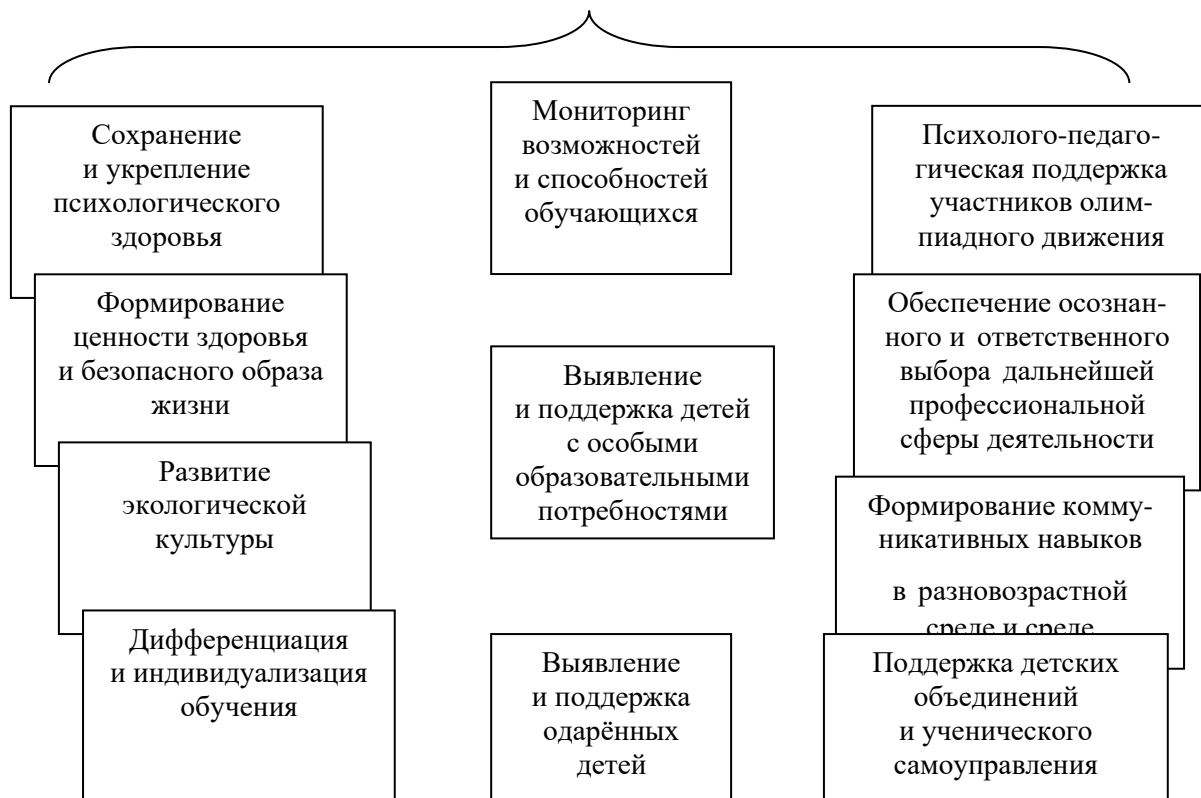 Сохранение
и укрепление
психологического
здоровья
Формирование
ценности здоровья
и безопасного образа
жизни
Развитие
экологической
культуры
Дифференциация
и индивидуализация
обучения
Мониторинг
возможностей
и способностей
обучающихся
Выявление
и поддержка детей
с особыми
образовательными
потребностями
Выявление
и поддержка
одарённых
детей
Психолого-педаго-
гическая поддержка
участников олим-
пиадного движения
Обеспечение осознан-
ного и ответственного
выбора дальнейшей
профессиональной
сферы деятельности
Формирование комму-
никативных навыков
в разновозрастной
среде и среде
Поддержка детских
объединений
и ученического
самоуправления